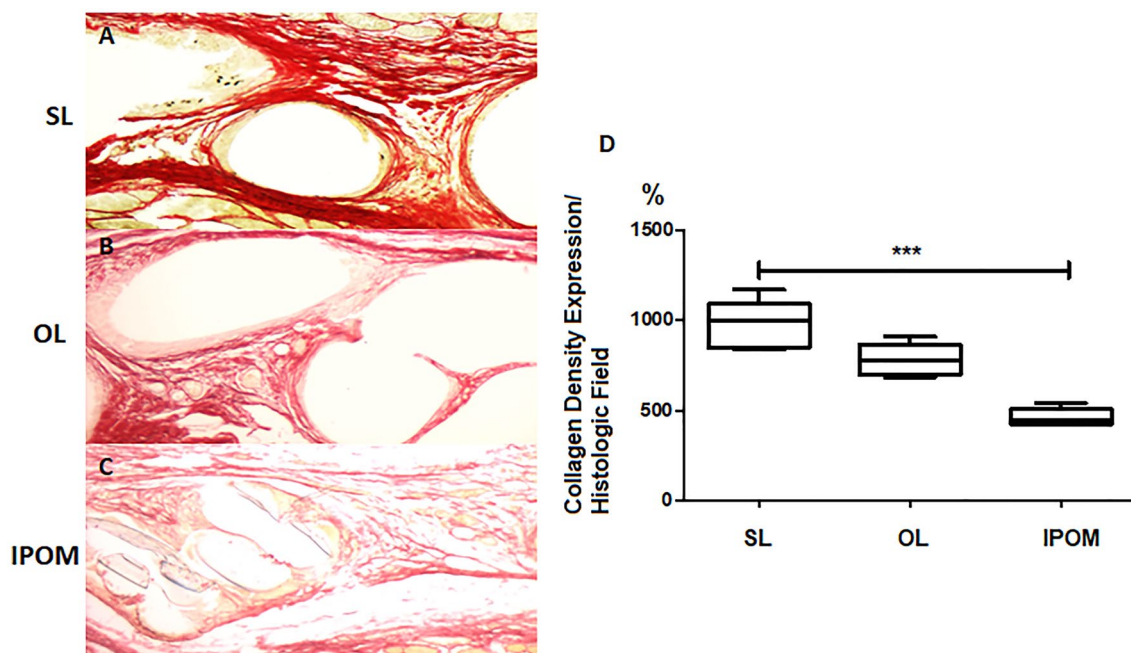 A
SL
B
OL
C
IPOM
D
%
Collagen Density Expression/
Histologic Field
1500
1000
500
0
***
SL
OL
IPOM